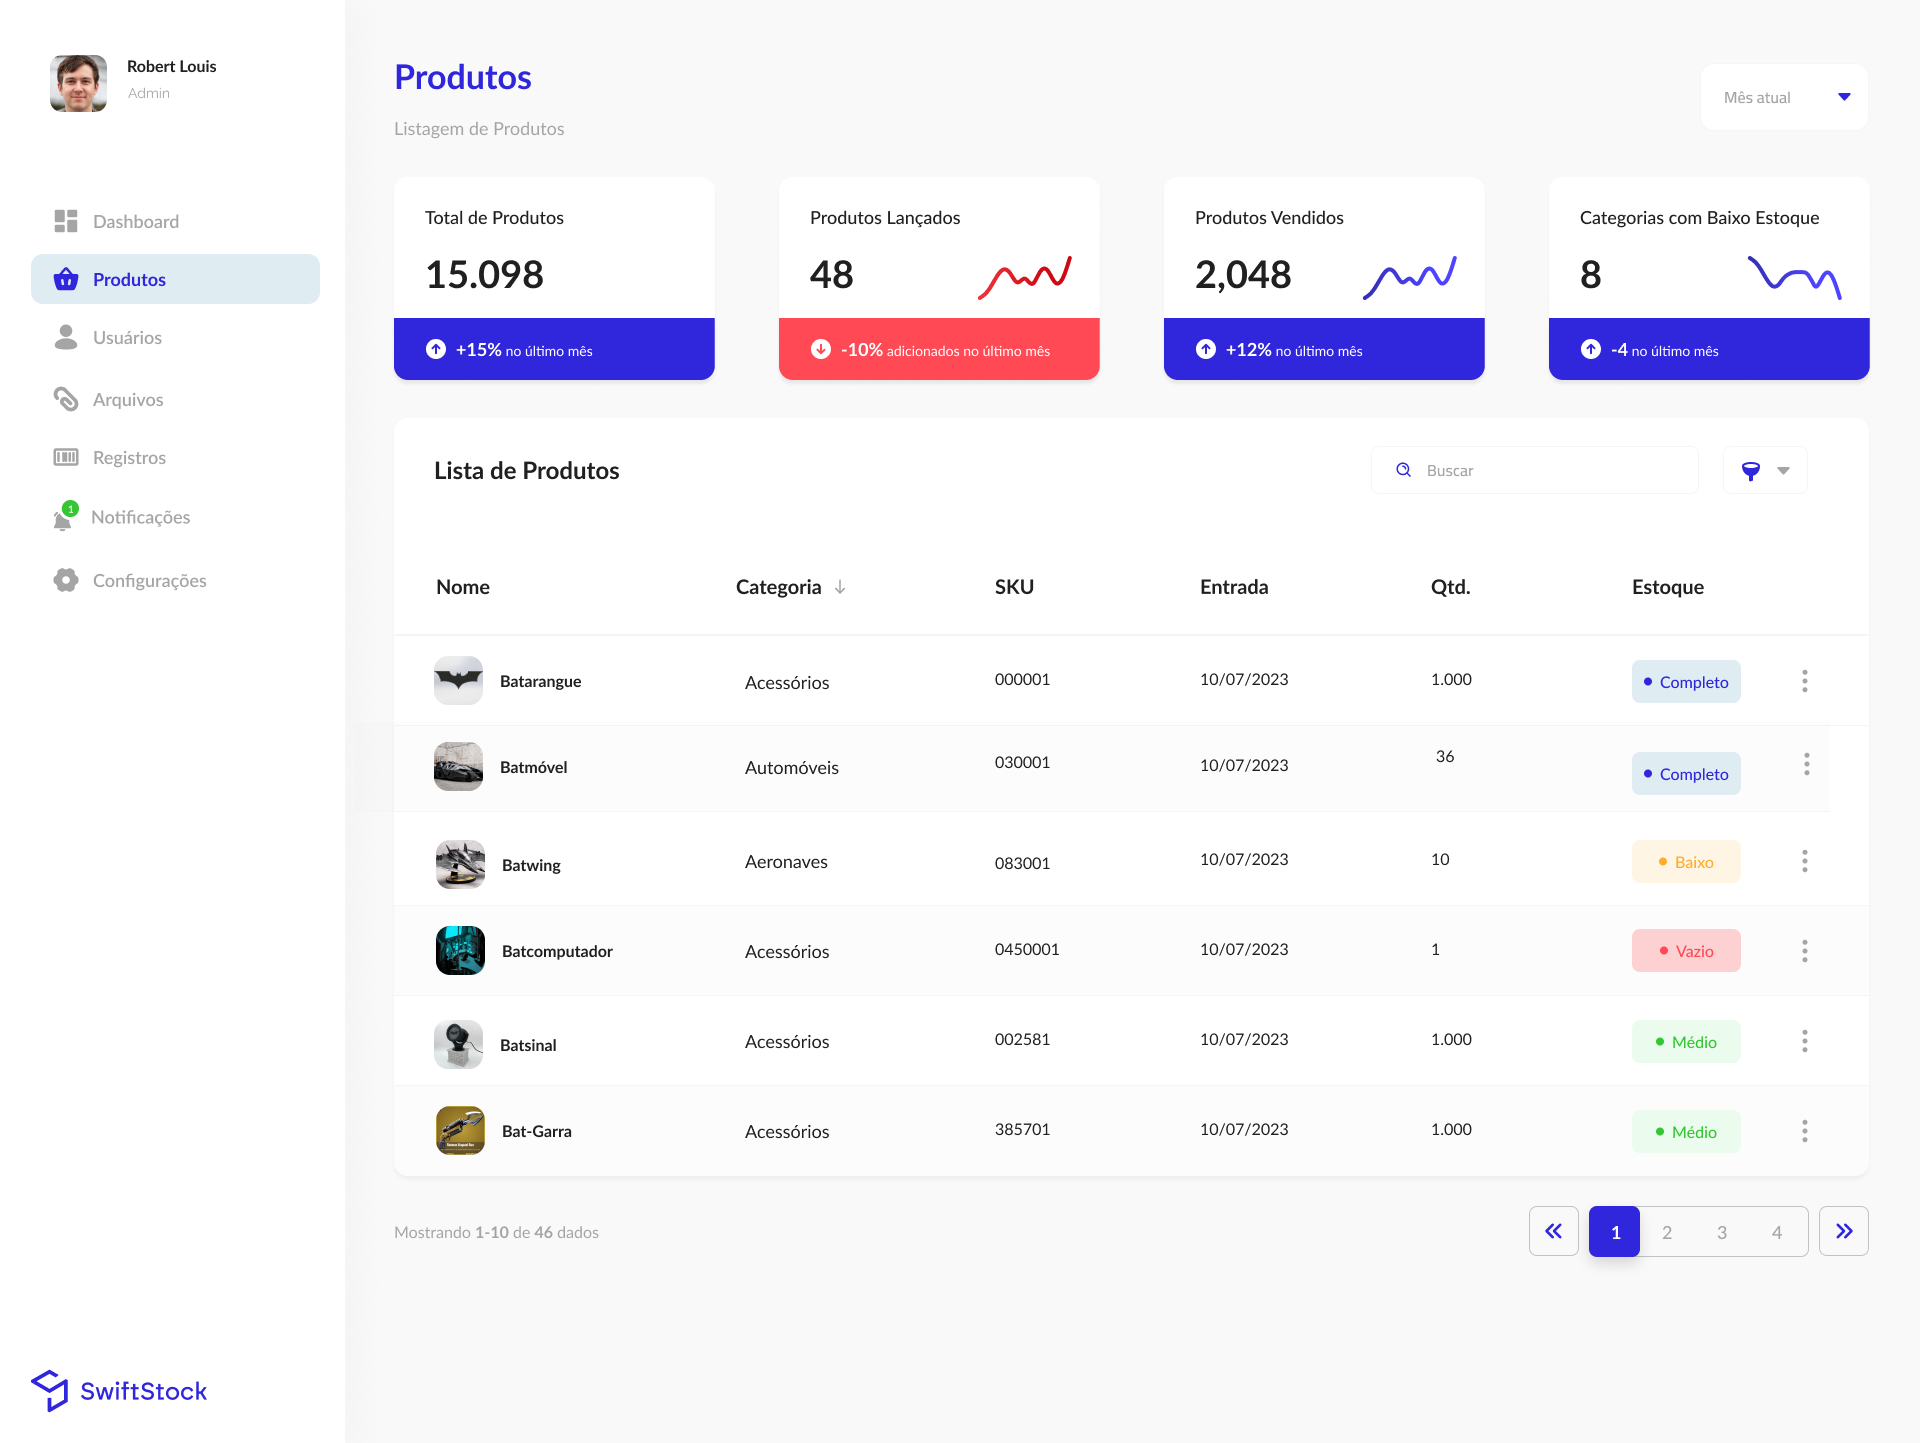 Robert Louis
Admin
Dashboard
Produtos
Usuários
Arquivos
Registros
1
Notificações
Configurações
SwiftStock
Produtos
Listagem de Produtos
Mês atual
Total de Produtos
15.098
+15% no último mês
Produtos Lançados
48
-10% adicionados no último mês
Produtos Vendidos
2,048
+12% no último mês
Categorias com Baixo Estoque
8
-4 no último mês
Lista de Produtos
Buscar
Nome Categoria SKU Entrada Qtd. Estoque
Batarangue Acessórios 000001 10/07/2023 1.000 Completo
Batmóvel Automóveis 030001 10/07/2023 36 Completo
Batwing Aeronaves 083001 10/07/2023 10 Baixo
Batcomputador Acessórios 0450001 10/07/2023 1 Vazio
Batsinal Acessórios 002581 10/07/2023 1.000 Médio
Bat-Garra Acessórios 385701 10/07/2023 1.000 Médio
Mostrando 1-10 de 46 dados
1 2 3 4